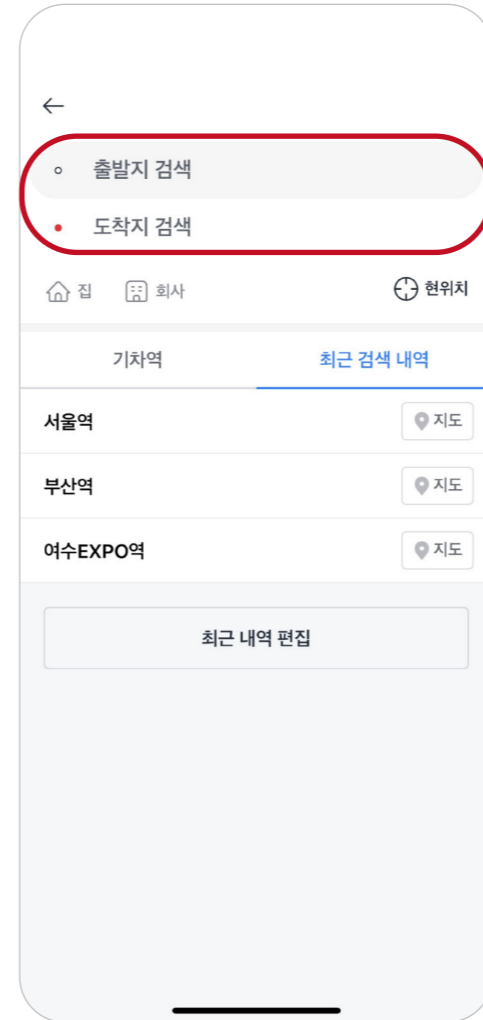 출발지 검색
도착지 검색
집 회사 현위치
기차역 최근 검색 내역
서울역 지도
부산역 지도
여수EXPO역 지도
최근 내역 편집